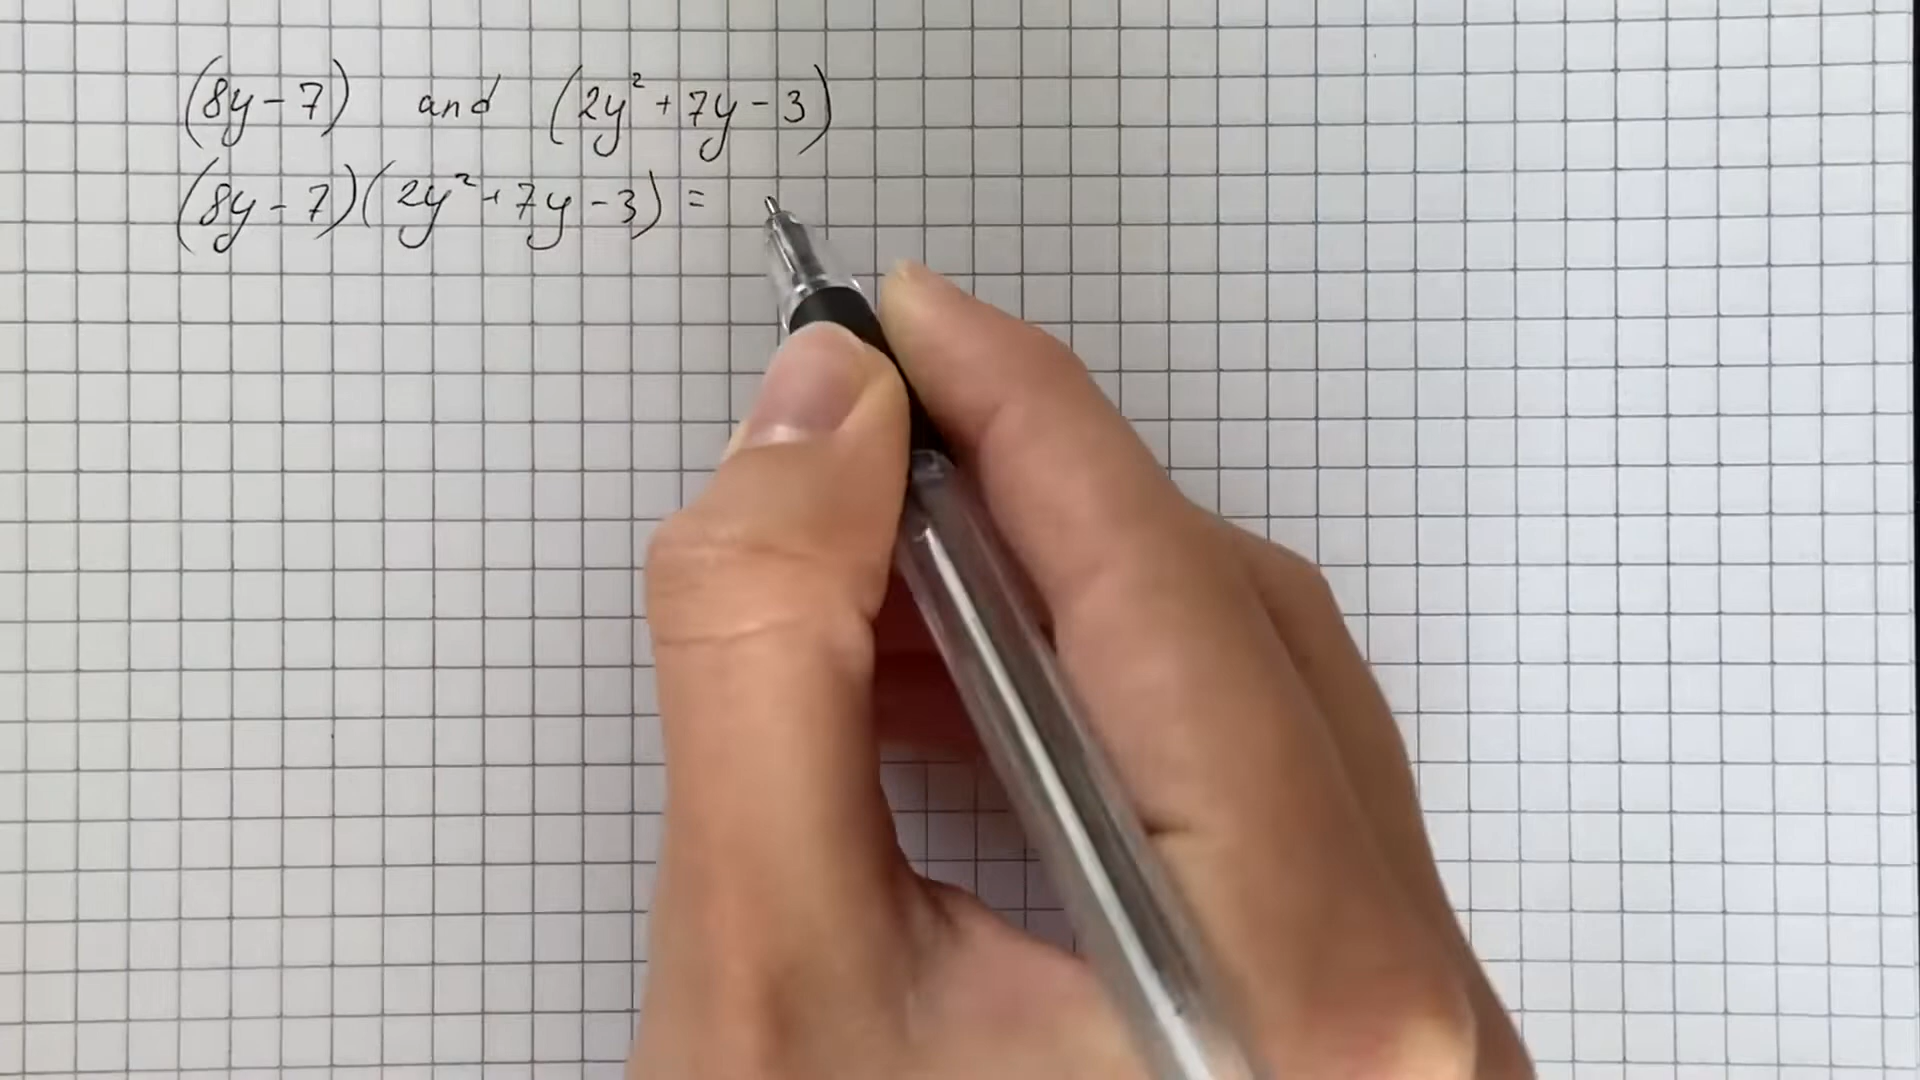 (8y - 7) and (2y² + 7y - 3)
(8y - 7)(2y² + 7y - 3) =